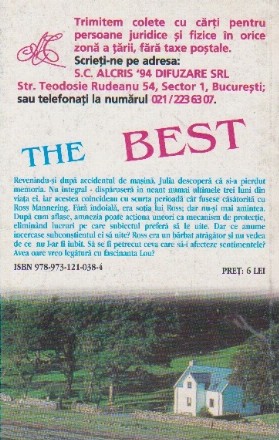 Trimitem colete cu cărți pentru
persoane juridice și fizice în orice
zonă a țării, fără taxe poștale.
Scrieți-ne pe adresa:
S.C. ALCRIS '94 DIFUZARE SRL
Str. Teodosie Rudeanu 54, Sector 1, București;
sau telefonați la numărul 021/223 63 07.
THE BEST
Revenindu-și după accidentul de mașină, Julia descoperă că și-a pierdut
memoria. Nu integral - dispăruseră în neant numai ultimele trei luni din
viața ei, iar acestea coincideau cu scurta perioadă cât fusese căsătorită cu
Ross Mannering. Fără îndoială, era soția lui Ross; dar nu-și mai amintea.
După cum aflase, amnezia poate acționa uneori ca mecanism de protecție,
eliminând lucruri pe care subiectul preferă să le uite. Dar ce anume
încercase subconștientul ei să uite? Ross era un bărbat atrăgător și nu vedea
de ce nu l-ar fi iubit. Să se fi petrecut ceva care să-i afecteze sentimentele?
Avea oare vreo legătură cu fascinanta Lou?
ISBN 978-973-121-038-4
PREȚ: 6 LEI